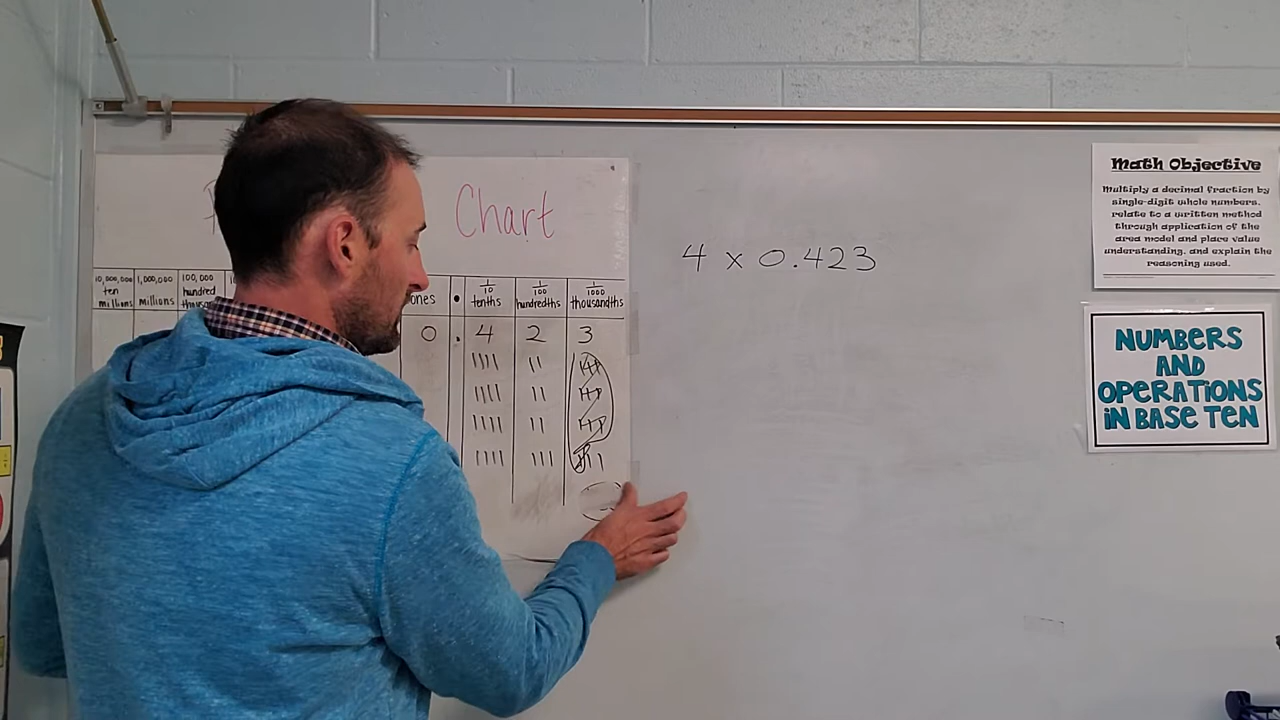 Chart
10,000,000 ten millions
1,000,000 millions
100,000 hundred
ones
.
1/10 tenths
1/100 hundredths
1/1000 thousandths
0 . 4 2 3
4 x 0.423
Math Objective
Multiply a decimal fraction by
single-digit whole numbers,
relate to a written method
through application of the
area model and place value
understanding, and explain the
reasoning used.
NUMBERS
AND
OPERATIONS
IN BASE TEN